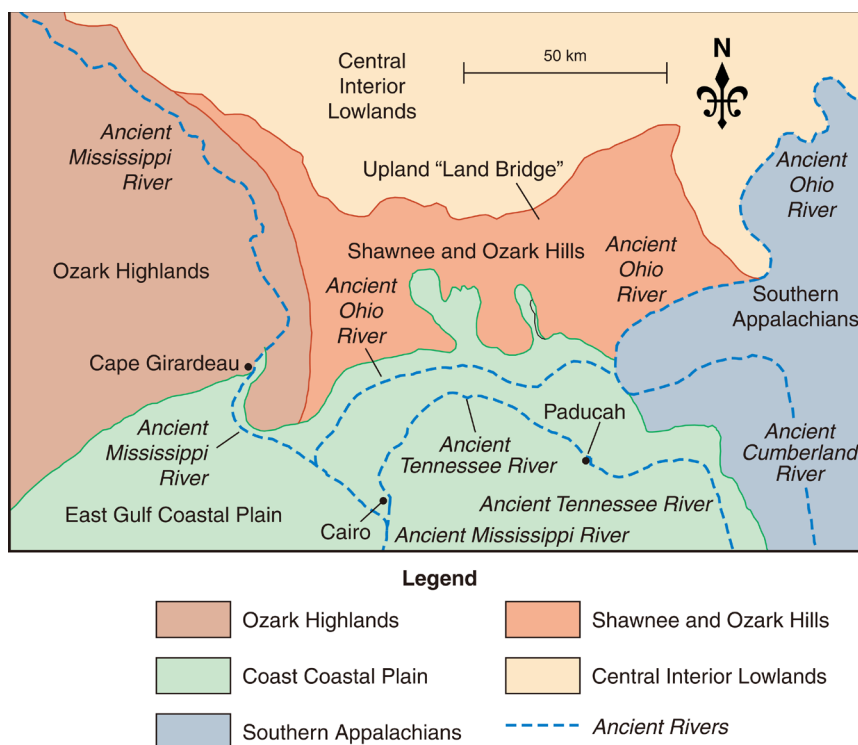 Central
Interior
Lowlands
50 km
N
Ancient
Mississippi
River
Upland “Land Bridge”
Ancient
Ohio
River
Ozark Highlands
Shawnee and Ozark Hills
Ancient
Ohio
River
Ancient
Ohio
River
Southern
Appalachians
Cape Girardeau
Paducah
Ancient
Mississippi
River
Ancient
Tennessee River
Ancient
Cumberland
River
East Gulf Coastal Plain
Cairo
Ancient Tennessee River
Ancient Mississippi River
Legend
Ozark Highlands
Shawnee and Ozark Hills
Coast Coastal Plain
Central Interior Lowlands
Southern Appalachians
Ancient Rivers